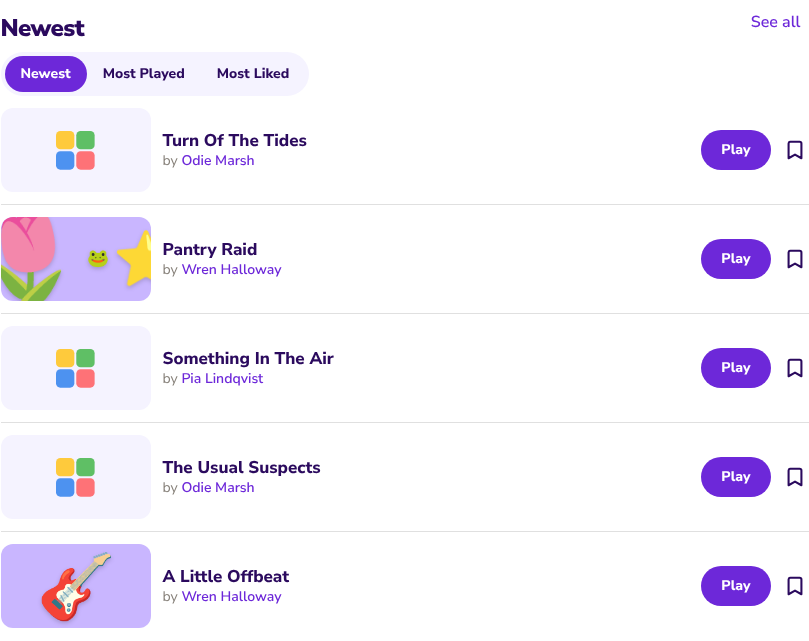 Newest
See all
Newest Most Played Most Liked
Turn Of The Tides
by Odie Marsh
Play
Pantry Raid
by Wren Halloway
Play
Something In The Air
by Pia Lindqvist
Play
The Usual Suspects
by Odie Marsh
Play
A Little Offbeat
by Wren Halloway
Play